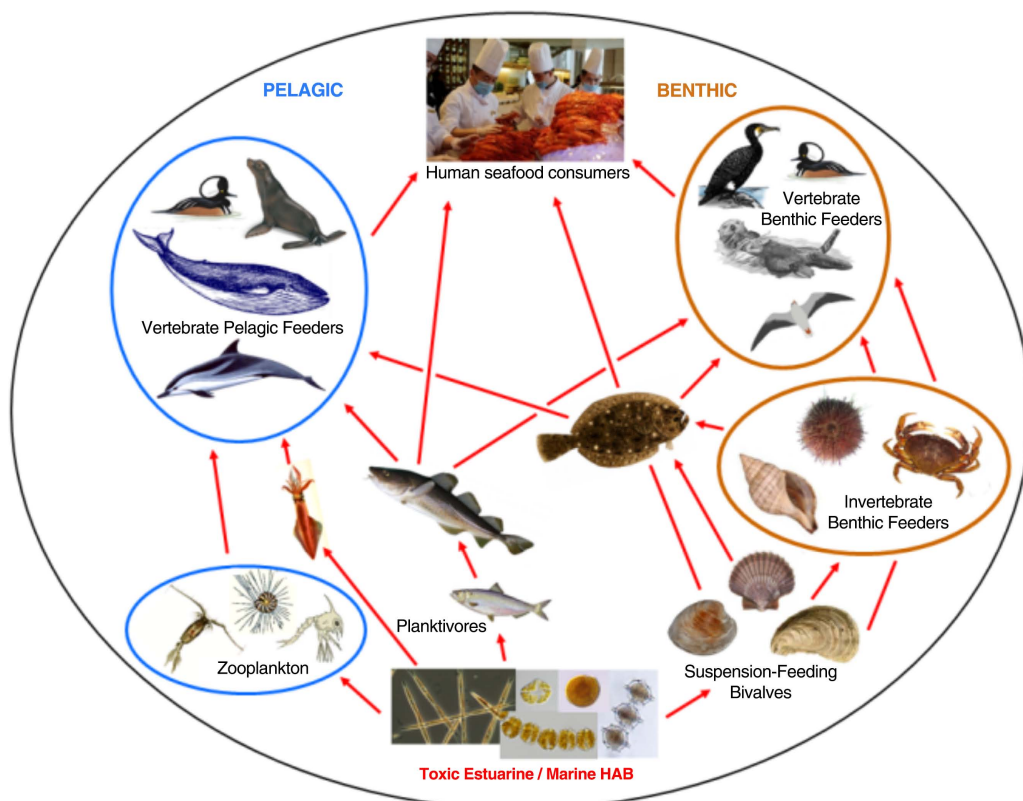 PELAGIC
BENTHIC
Human seafood consumers
Vertebrate
Benthic Feeders
Vertebrate Pelagic Feeders
Invertebrate
Benthic Feeders
Planktivores
Zooplankton
Suspension-Feeding
Bivalves
Toxic Estuarine / Marine HAB